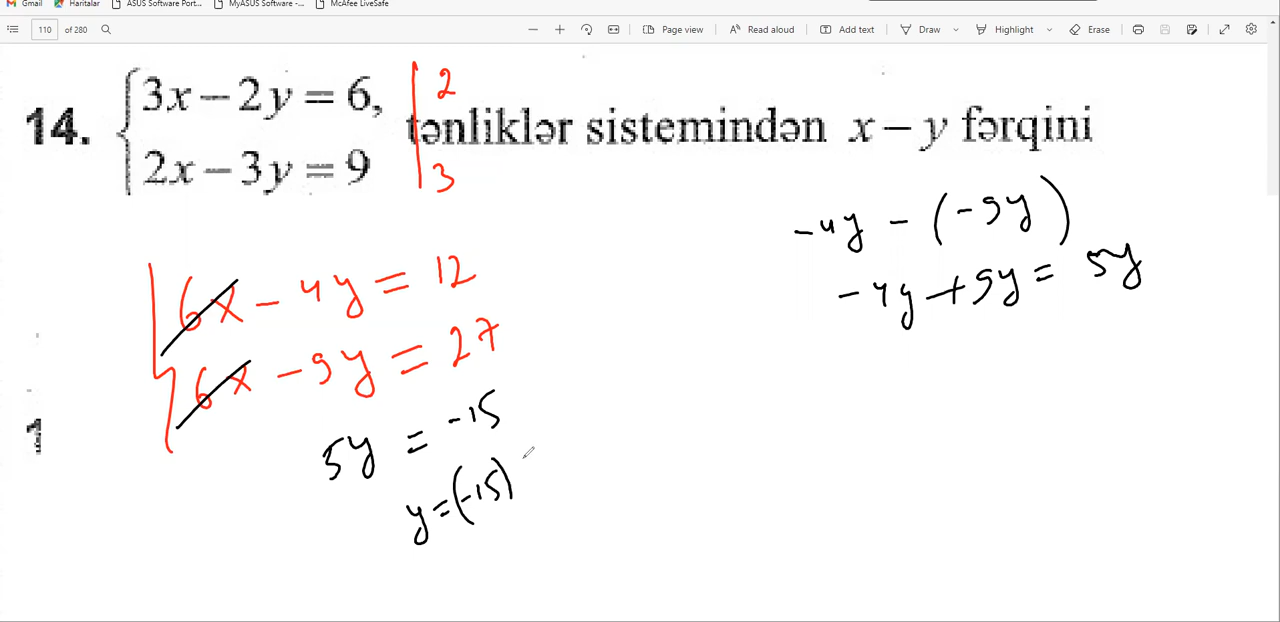 Gmail Haritalar ASUS Software Port... MyASUS Software -... McAfee LiveSafe
110 of 280 Page view Read aloud Add text Draw Highlight Erase
14. {3x − 2y = 6, | 2
2x − 3y = 9 | 3
tənliklər sistemindən x − y fərqini
-4y - (-9y)
-4y + 9y = 5y
6x - 4y = 12
6x - 9y = 27
5y = -15
y = (-15)
1